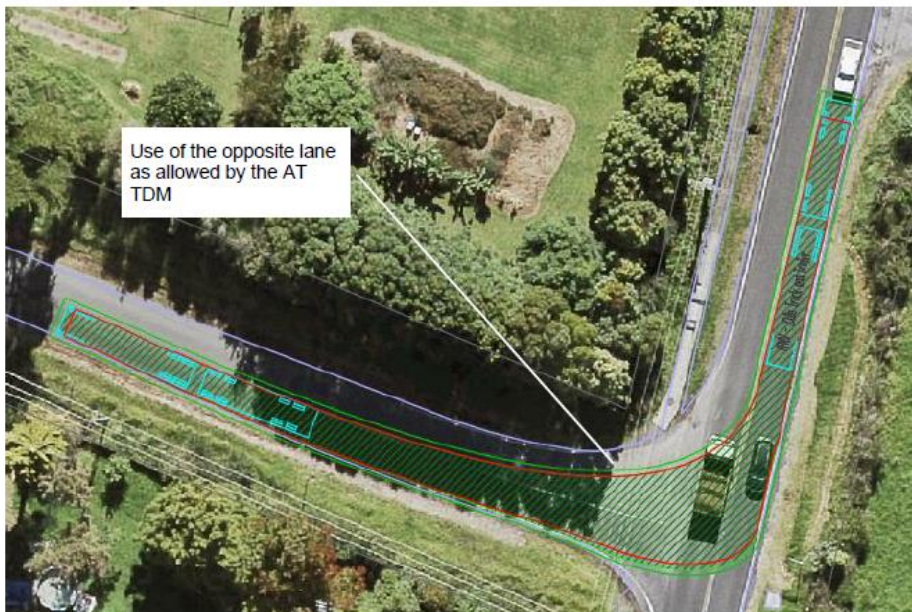 Use of the opposite lane
as allowed by the AT
TDM